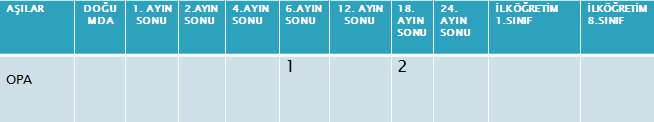 AŞILAR DOĞU MDA 1. AYIN SONU 2.AYIN SONU 4.AYIN SONU 6.AYIN SONU 12. AYIN SONU 18. AYIN SONU 24. AYIN SONU İLKÖĞRETİM 1.SINIF İLKÖĞRETİM 8.SINIF
OPA 1 2